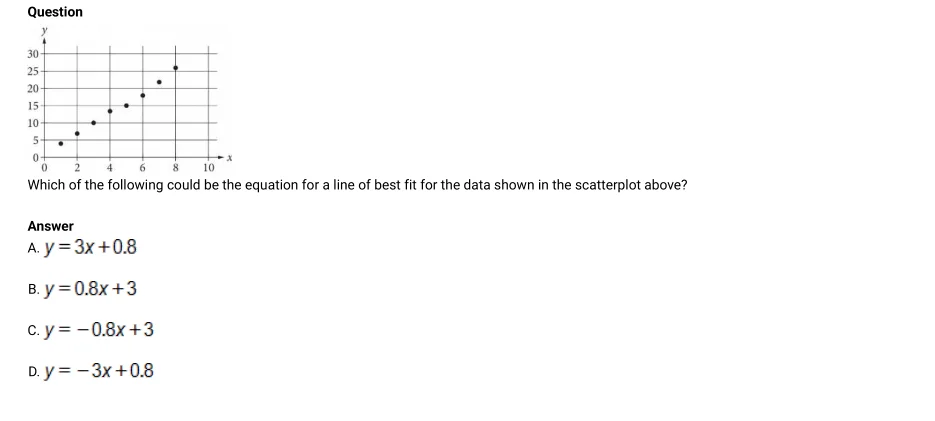 Question
y
30
25
20
15
10
5
0
x
0 2 4 6 8 10
Which of the following could be the equation for a line of best fit for the data shown in the scatterplot above?
Answer
A. y = 3x + 0.8
B. y = 0.8x + 3
C. y = −0.8x + 3
D. y = −3x + 0.8